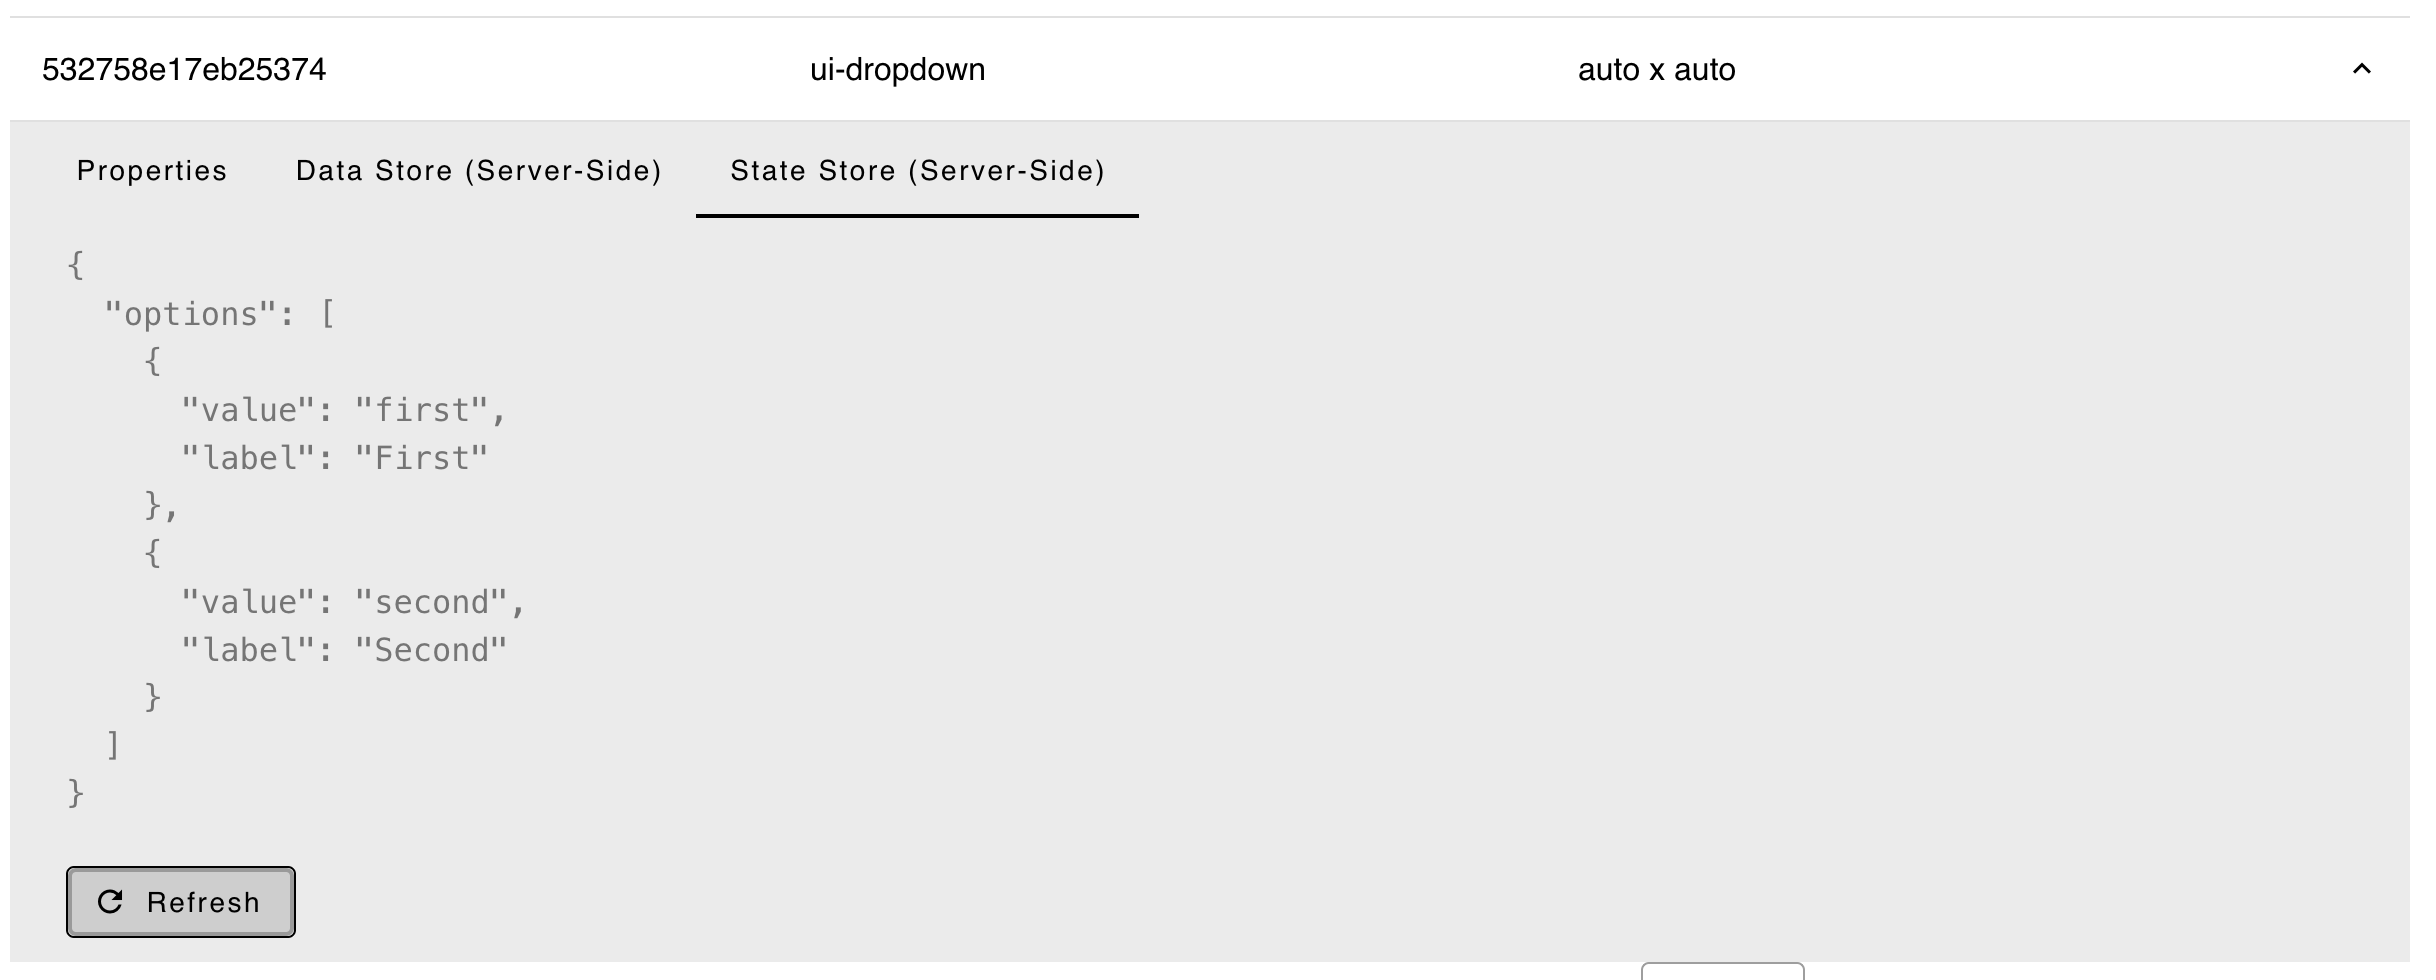 532758e17eb25374 ui-dropdown auto x auto
Properties Data Store (Server-Side) State Store (Server-Side)
{
  "options": [
    {
      "value": "first",
      "label": "First"
    },
    {
      "value": "second",
      "label": "Second"
    }
  ]
}
Refresh